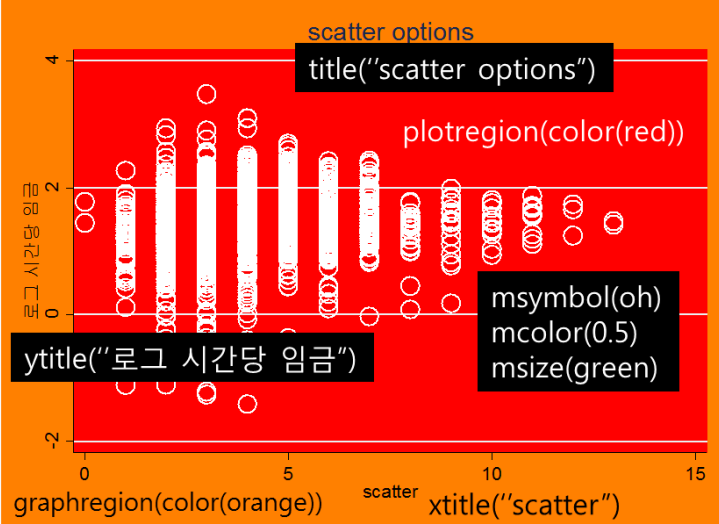 scatter options
title(‘‘scatter options”)
plotregion(color(red))
4
2
0
-2
로그 시간당 임금
msymbol(oh)
mcolor(0.5)
msize(green)
ytitle(‘‘로그 시간당 임금”)
0
5
10
15
scatter
graphregion(color(orange))
xtitle(‘‘scatter”)